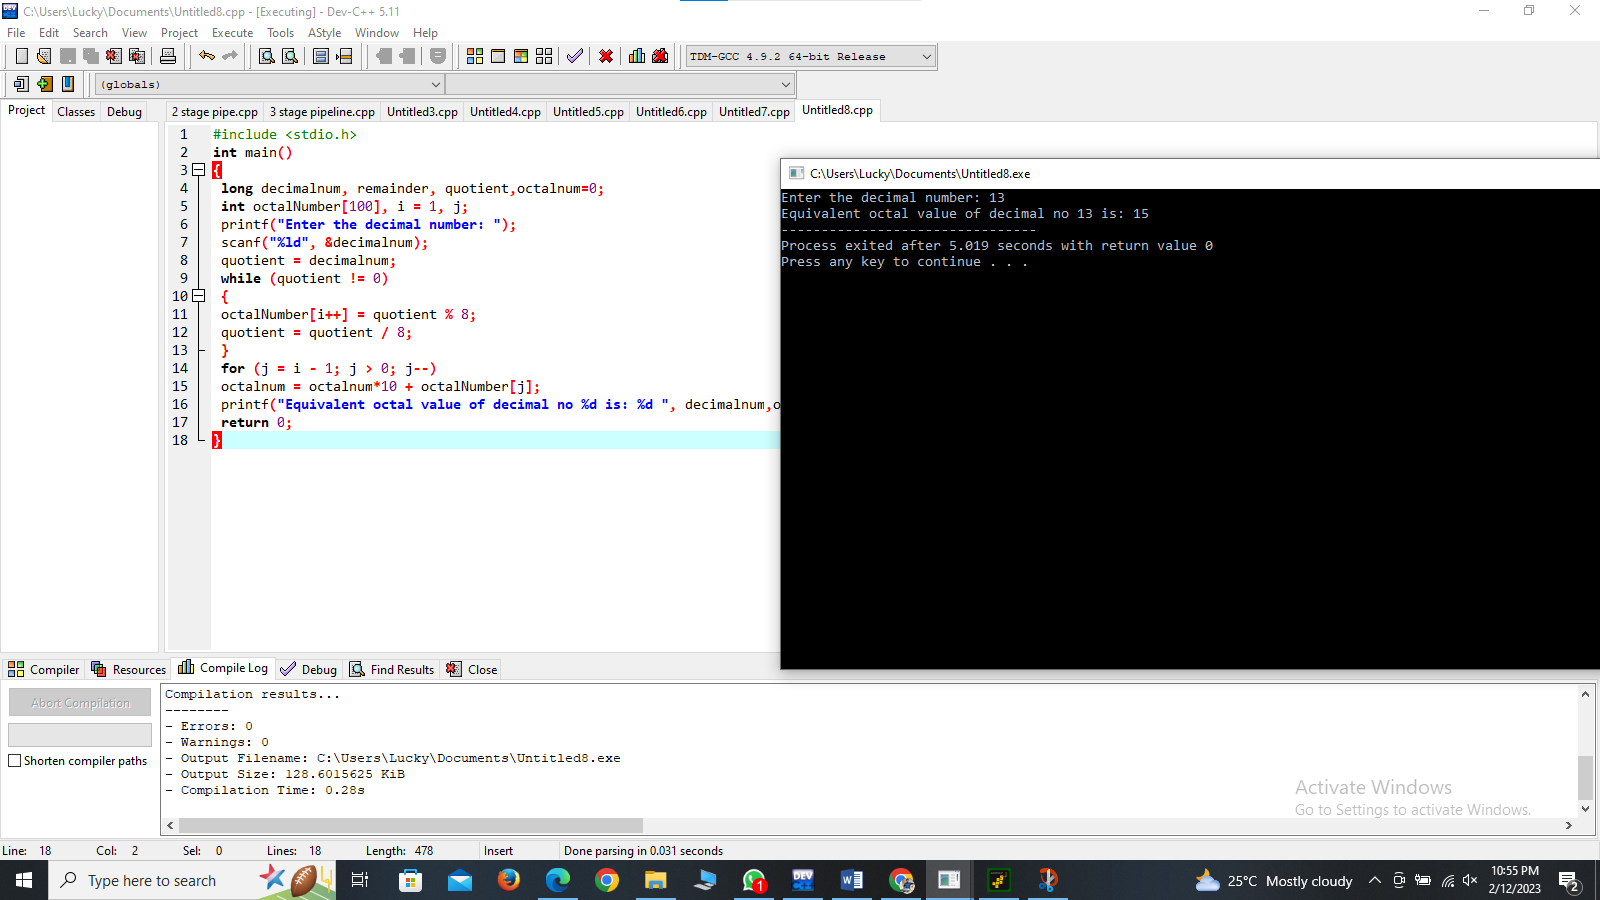 C:\Users\Lucky\Documents\Untitled8.cpp - [Executing] - Dev-C++ 5.11
File Edit Search View Project Execute Tools AStyle Window Help
TDM-GCC 4.9.2 64-bit Release
(globals)
Project Classes Debug
2 stage pipe.cpp 3 stage pipeline.cpp Untitled3.cpp Untitled4.cpp Untitled5.cpp Untitled6.cpp Untitled7.cpp Untitled8.cpp
1 #include <stdio.h>
2 int main()
3 {
4 long decimalnum, remainder, quotient,octalnum=0;
5 int octalNumber[100], i = 1, j;
6 printf("Enter the decimal number: ");
7 scanf("%ld", &decimalnum);
8 quotient = decimalnum;
9 while (quotient != 0)
10 {
11 octalNumber[i++] = quotient % 8;
12 quotient = quotient / 8;
13 }
14 for (j = i - 1; j > 0; j--)
15 octalnum = octalnum*10 + octalNumber[j];
16 printf("Equivalent octal value of decimal no %d is: %d ", decimalnum,o
17 return 0;
18 }
C:\Users\Lucky\Documents\Untitled8.exe
Enter the decimal number: 13
Equivalent octal value of decimal no 13 is: 15
--------------------------------
Process exited after 5.019 seconds with return value 0
Press any key to continue . . .
Compiler Resources Compile Log Debug Find Results Close
Abort Compilation
Shorten compiler paths
Compilation results...
--------
- Errors: 0
- Warnings: 0
- Output Filename: C:\Users\Lucky\Documents\Untitled8.exe
- Output Size: 128.6015625 KiB
- Compilation Time: 0.28s
Activate Windows
Go to Settings to activate Windows.
Line: 18 Col: 2 Sel: 0 Lines: 18 Length: 478 Insert Done parsing in 0.031 seconds
Type here to search
25°C Mostly cloudy
10:55 PM
2/12/2023